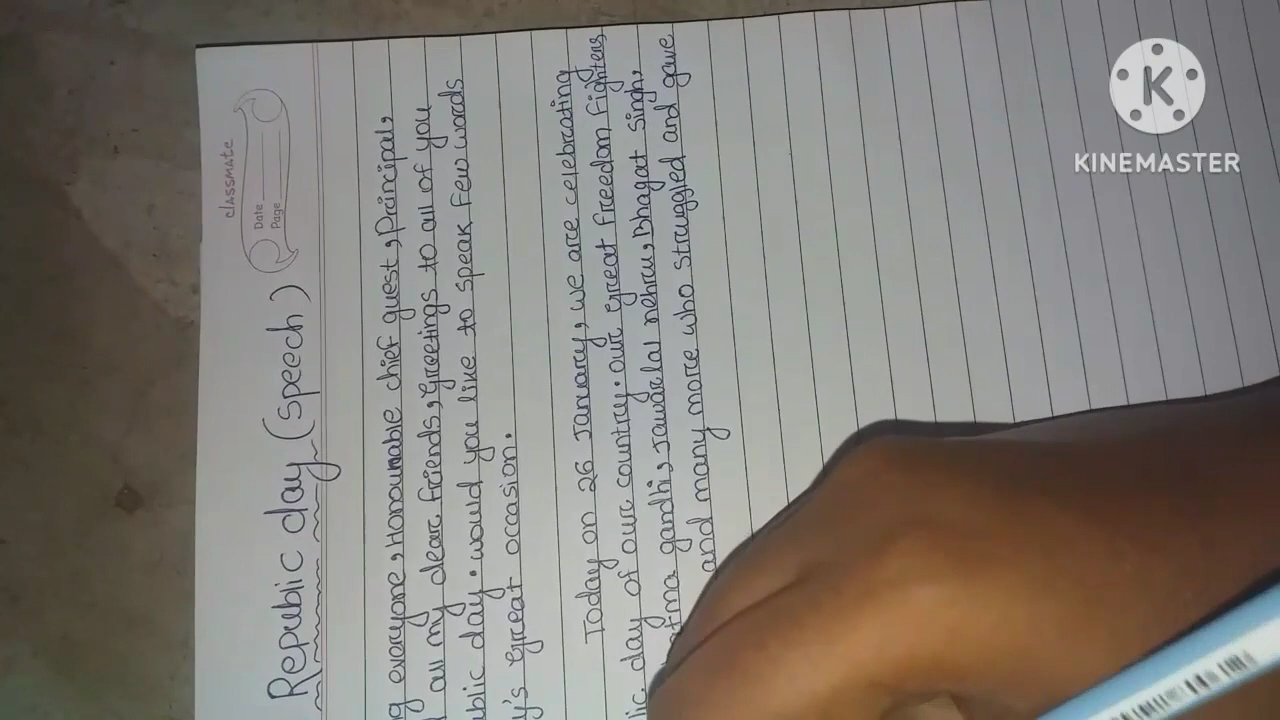 classmate
Date
Page
Republic day (speech)
everyone, Honourable chief guest, Principal,
all my dear friends, Greetings to all of you
day. would you like to speak few words
Great occasion.
Today on 26 January, we are celebrating
day of our country. our great freedom fighters
gandhi, Jawarlal nehru, Bhagat singh,
and many more who struggled and gave
KINEMASTER